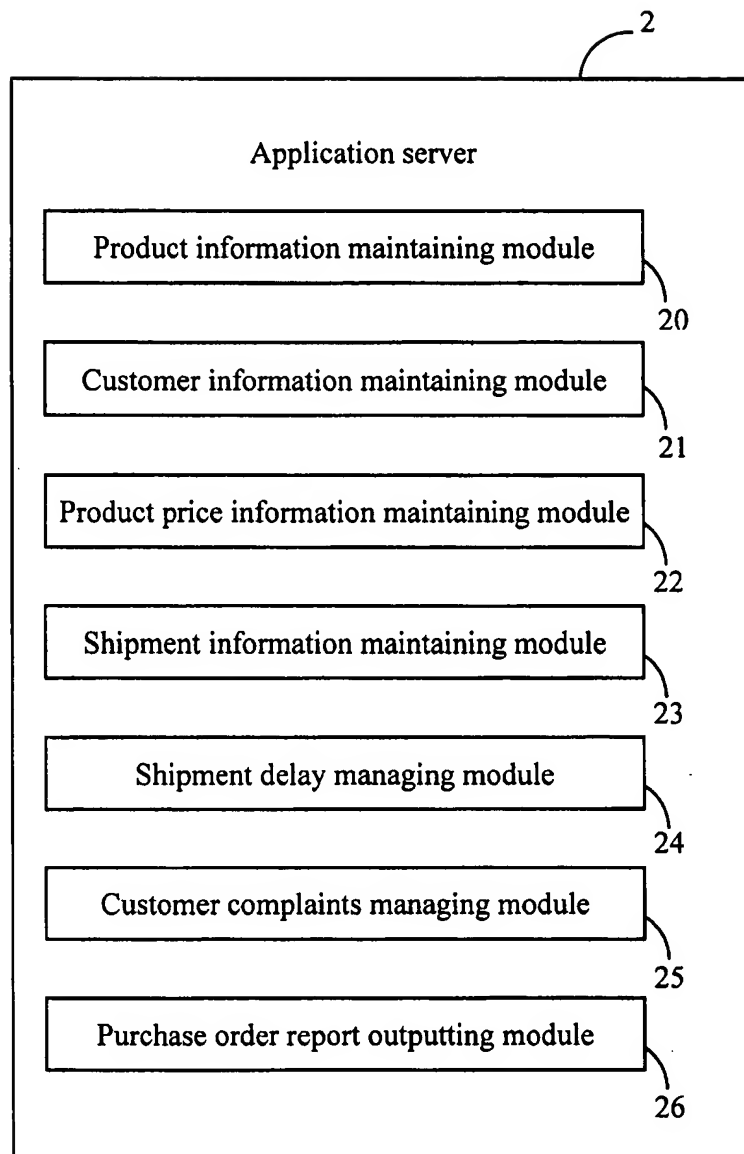 2
Application server
Product information maintaining module
20
Customer information maintaining module
21
Product price information maintaining module
22
Shipment information maintaining module
23
Shipment delay managing module
24
Customer complaints managing module
25
Purchase order report outputting module
26